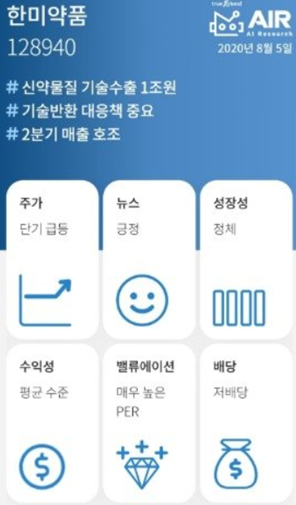 한미약품
128940
true Friend
AIR
AI Research
2020년 8월 5일
# 신약물질 기술수출 1조원
# 기술반환 대응책 중요
# 2분기 매출 호조
주가
단기 급등
뉴스
긍정
성장성
정체
수익성
평균 수준
밸류에이션
매우 높은
PER
배당
저배당